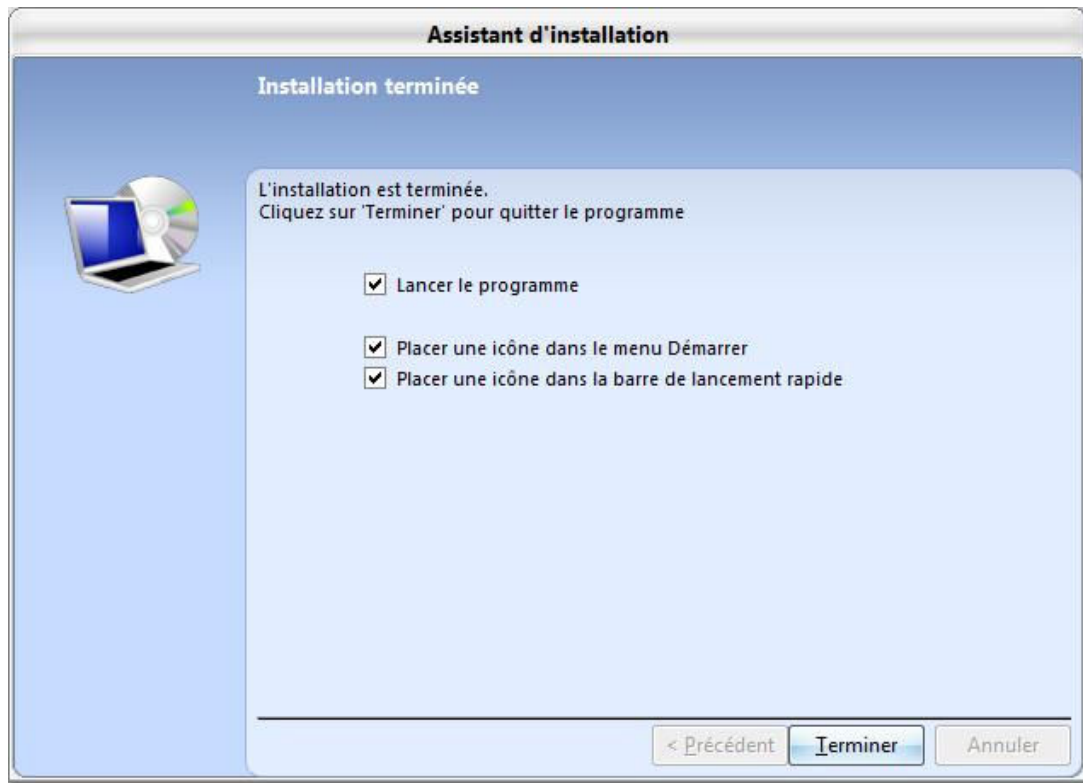 Assistant d'installation
Installation terminée
L'installation est terminée.
Cliquez sur 'Terminer' pour quitter le programme
Lancer le programme
Placer une icône dans le menu Démarrer
Placer une icône dans la barre de lancement rapide
< Précédent
Terminer
Annuler